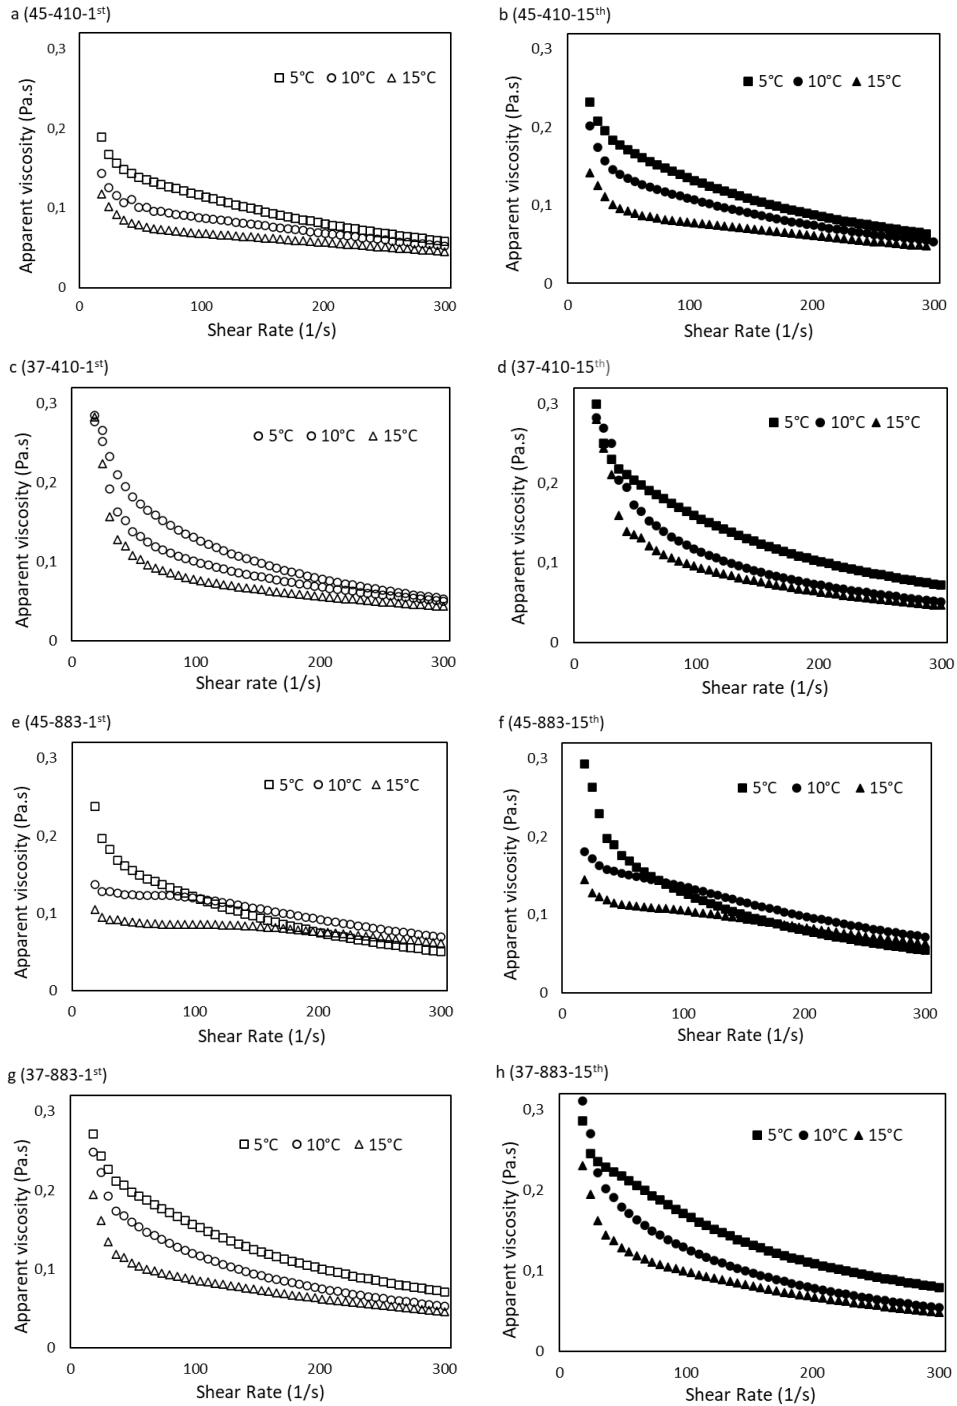 a (45-410-1st)
0,3
□ 5°C ○ 10°C △ 15°C
0,2
0,1
0
Apparent viscosity (Pa.s)
0 100 200 300
Shear Rate (1/s)
b (45-410-15th)
0,3
■ 5°C ● 10°C ▲ 15°C
0,2
0,1
0
Apparent viscosity (Pa.s)
0 100 200 300
Shear Rate (1/s)
c (37-410-1st)
0,3
○ 5°C ○ 10°C △ 15°C
0,2
0,1
0
Apparent viscosity (Pa.s)
0 100 200 300
Shear rate (1/s)
d (37-410-15th)
0,3
■ 5°C ● 10°C ▲ 15°C
0,2
0,1
0
Apparent viscosity (Pa.s)
0 100 200 300
Shear rate (1/s)
e (45-883-1st)
0,3
□ 5°C ○ 10°C △ 15°C
0,2
0,1
0
Apparent viscosity (Pa.s)
0 100 200 300
Shear Rate (1/s)
f (45-883-15th)
0,3
■ 5°C ● 10°C ▲ 15°C
0,2
0,1
0
Apparent viscosity (Pa.s)
0 100 200 300
Shear Rate (1/s)
g (37-883-1st)
0,3
□ 5°C ○ 10°C △ 15°C
0,2
0,1
0
Apparent viscosity (Pa.s)
0 100 200 300
Shear Rate (1/s)
h (37-883-15th)
0,3
■ 5°C ● 10°C ▲ 15°C
0,2
0,1
0
Apparent viscosity (Pa.s)
0 100 200 300
Shear Rate (1/s)